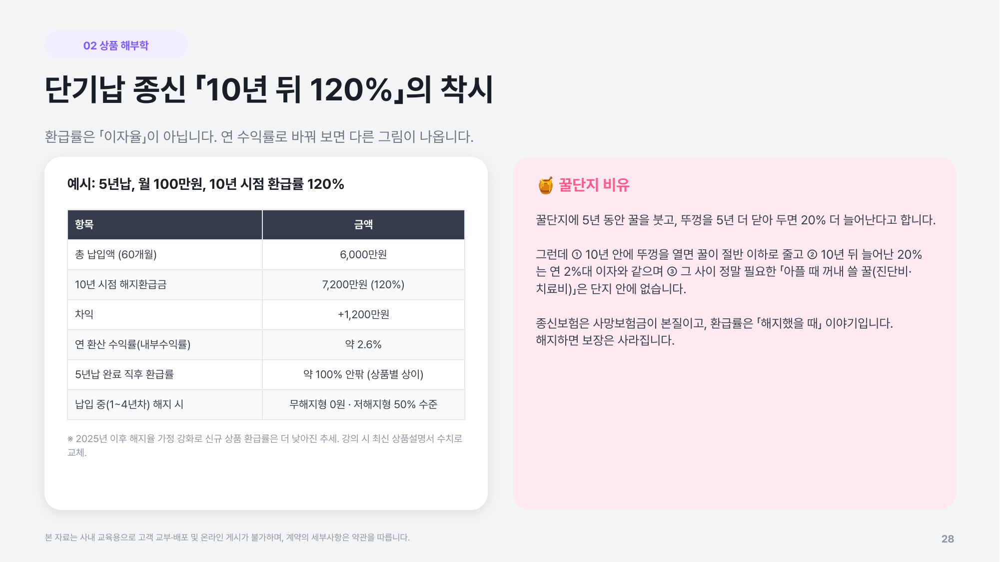 02 상품 해부학
단기납 종신 「10년 뒤 120%」의 착시
환급률은 「이자율」이 아닙니다. 연 수익률로 바꿔 보면 다른 그림이 나옵니다.
예시: 5년납, 월 100만원, 10년 시점 환급률 120%
항목 금액
총 납입액 (60개월) 6,000만원
10년 시점 해지환급금 7,200만원 (120%)
차익 +1,200만원
연 환산 수익률(내부수익률) 약 2.6%
5년납 완료 직후 환급률 약 100% 안팎 (상품별 상이)
납입 중(1~4년차) 해지 시 무해지형 0원 · 저해지형 50% 수준
※ 2025년 이후 해지율 가정 강화로 신규 상품 환급률은 더 낮아진 추세. 강의 시 최신 상품설명서 수치로
교체.
🍯 꿀단지 비유
꿀단지에 5년 동안 꿀을 붓고, 뚜껑을 5년 더 닫아 두면 20% 더 늘어난다고 합니다.
그런데 ① 10년 안에 뚜껑을 열면 꿀이 절반 이하로 줄고 ② 10년 뒤 늘어난 20%
는 연 2%대 이자와 같으며 ③ 그 사이 정말 필요한 「아플 때 꺼내 쓸 꿀(진단비·
치료비)」은 단지 안에 없습니다.
종신보험은 사망보험금이 본질이고, 환급률은 「해지했을 때」 이야기입니다.
해지하면 보장은 사라집니다.
본 자료는 사내 교육용으로 고객 교부·배포 및 온라인 게시가 불가하며, 계약의 세부사항은 약관을 따릅니다.
28